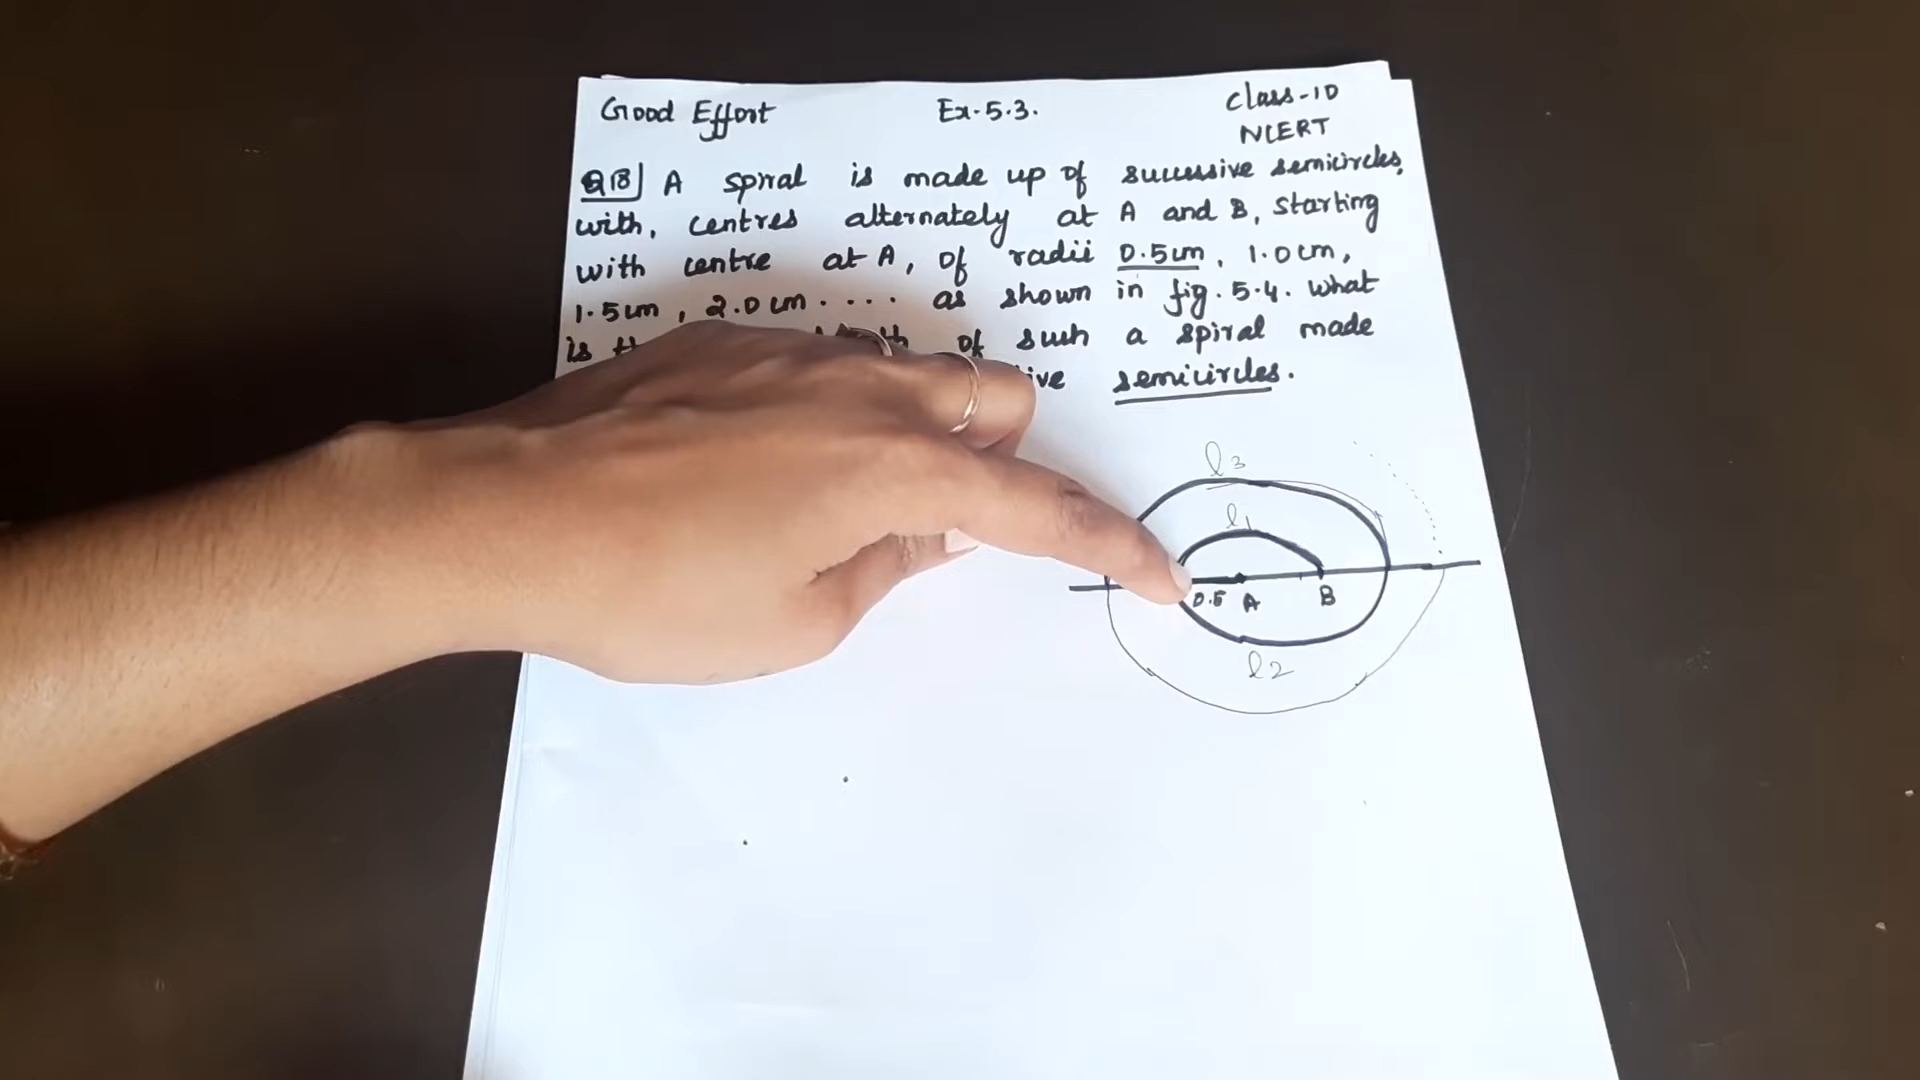 Good Effort Ex-5.3. Class-10
NCERT
Q18] A spiral is made up of successive semicircles,
with, centres alternately at A and B, starting
with centre at A, of radii 0.5cm, 1.0cm,
1.5cm, 2.0cm.... as shown in fig. 5.4. What
is of such a spiral made
semicircles.
l3
l1
0.5 A B
l2